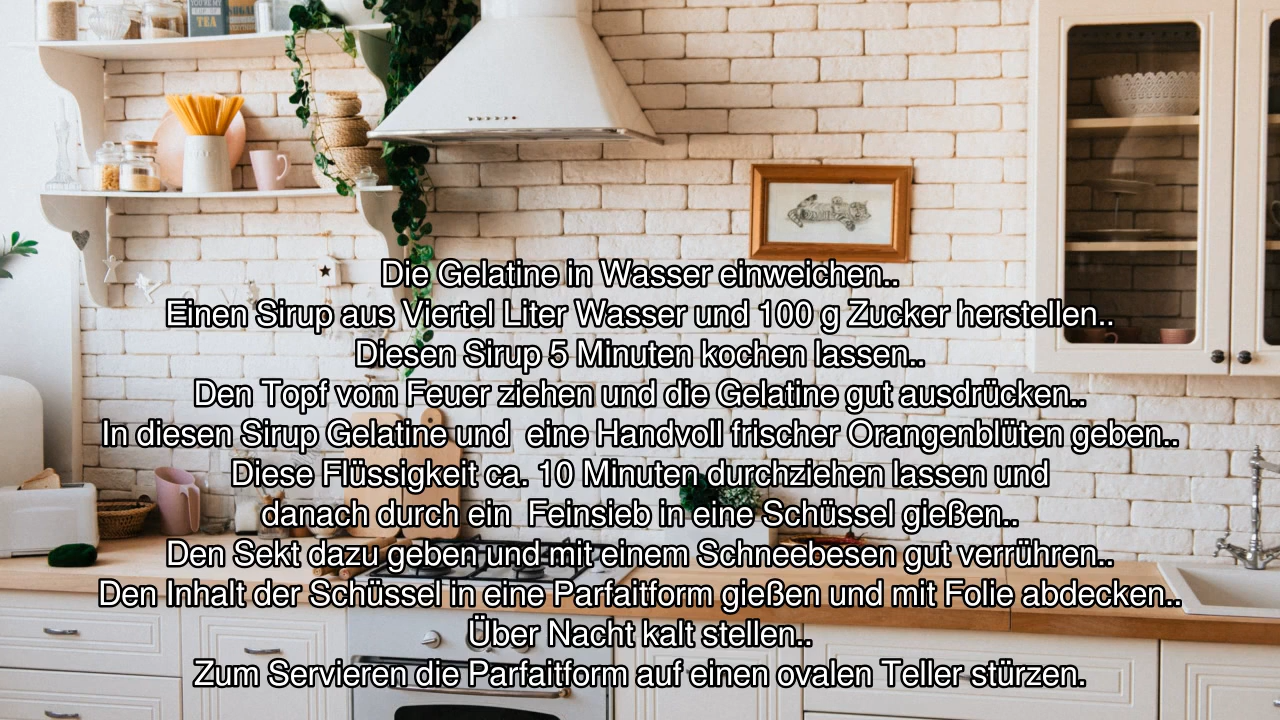 Die Gelatine in Wasser einweichen..
Einen Sirup aus Viertel Liter Wasser und 100 g Zucker herstellen..
Diesen Sirup 5 Minuten kochen lassen..
Den Topf vom Feuer ziehen und die Gelatine gut ausdrücken..
In diesen Sirup Gelatine und  eine Handvoll frischer Orangenblüten geben..
Diese Flüssigkeit ca. 10 Minuten durchziehen lassen und
danach durch ein  Feinsieb in eine Schüssel gießen..
Den Sekt dazu geben und mit einem Schneebesen gut verrühren..
Den Inhalt der Schüssel in eine Parfaitform gießen und mit Folie abdecken..
Über Nacht kalt stellen..
Zum Servieren die Parfaitform auf einen ovalen Teller stürzen.